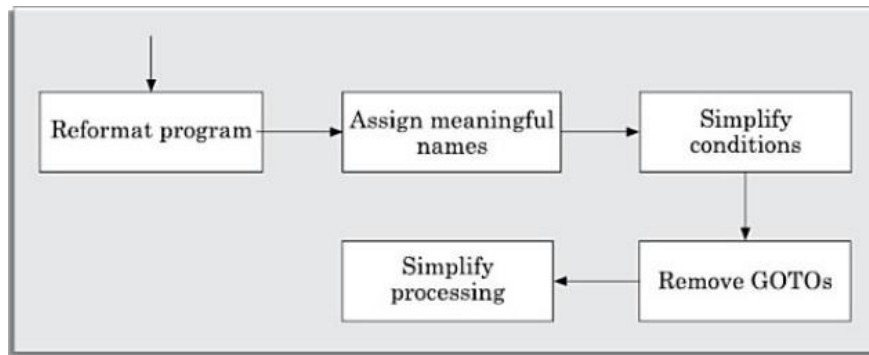 Reformat program
Assign meaningful
names
Simplify
conditions
Simplify
processing
Remove GOTOs